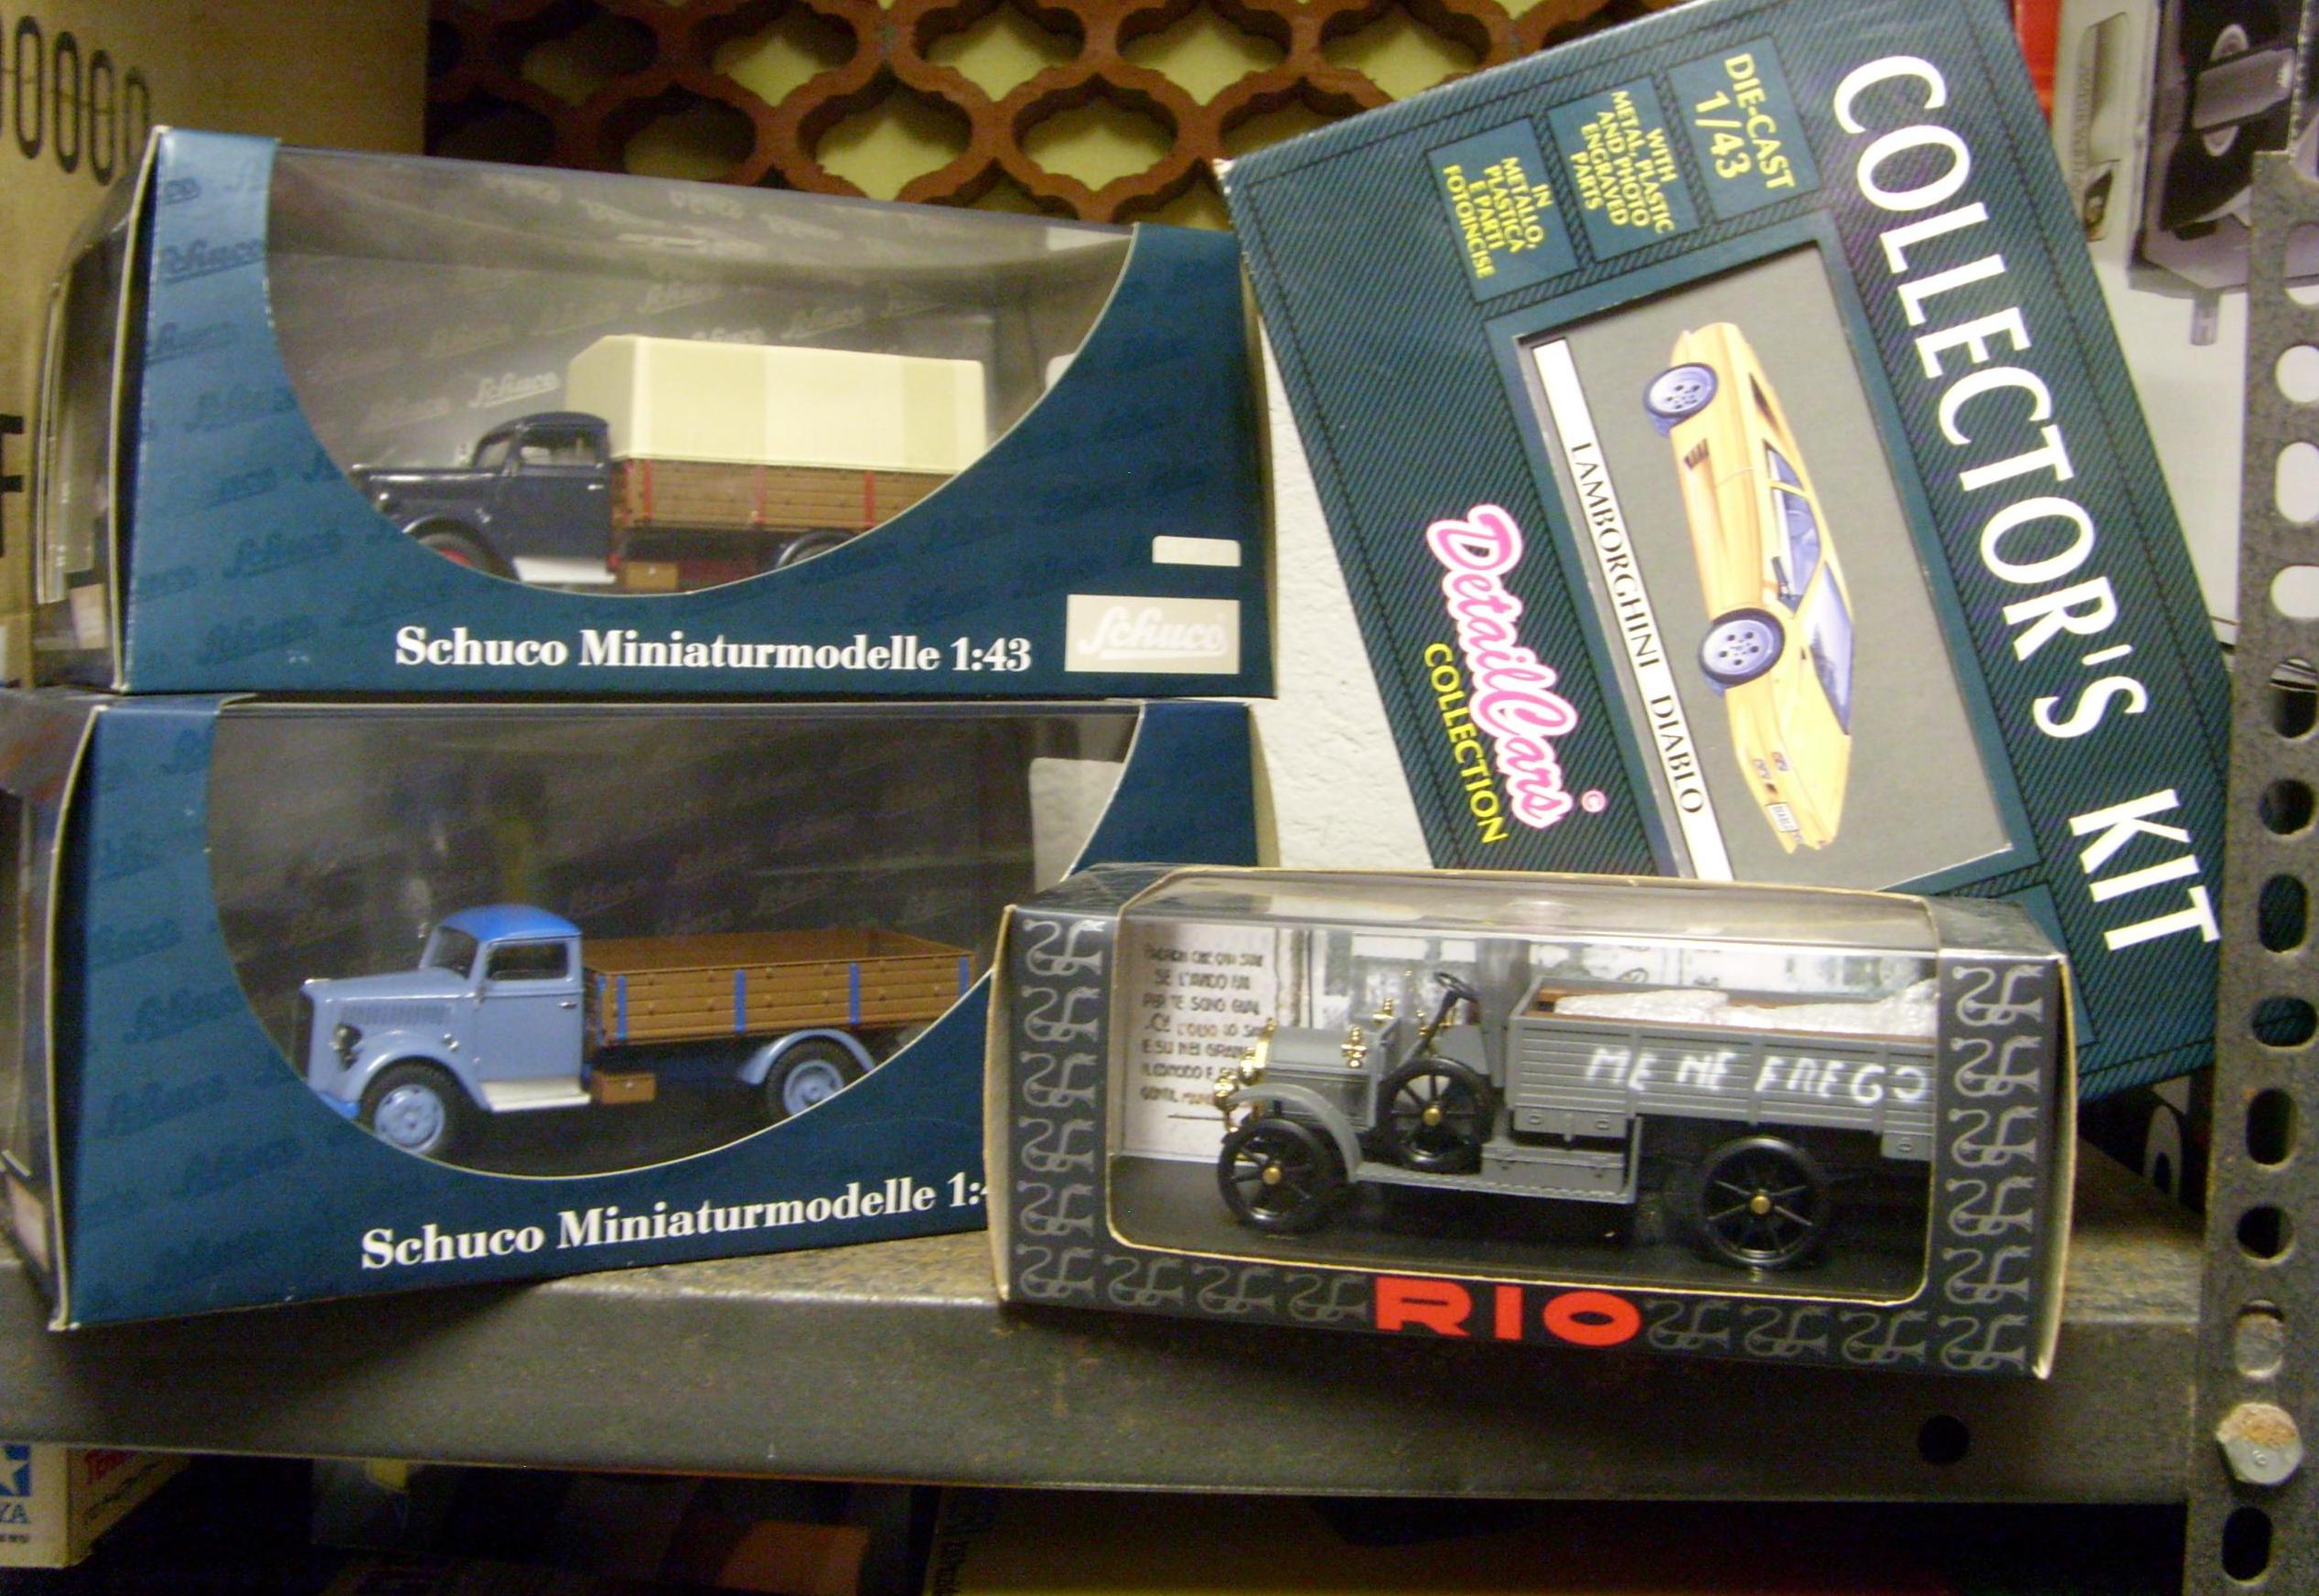 Schuco Miniaturmodelle 1:43
Schuco
Schuco Miniaturmodelle 1:4
COLLECTOR'S KIT
DIE-CAST
1/43
WITH
METAL, PLASTIC
AND PHOTO
ENGRAVED
PARTS
IN
METALLO,
PLASTICA
E PARTI
FOTOINCISE
LAMBORGHINI DIABLO
DetailCars
COLLECTION
ME NE FREGO
RIO